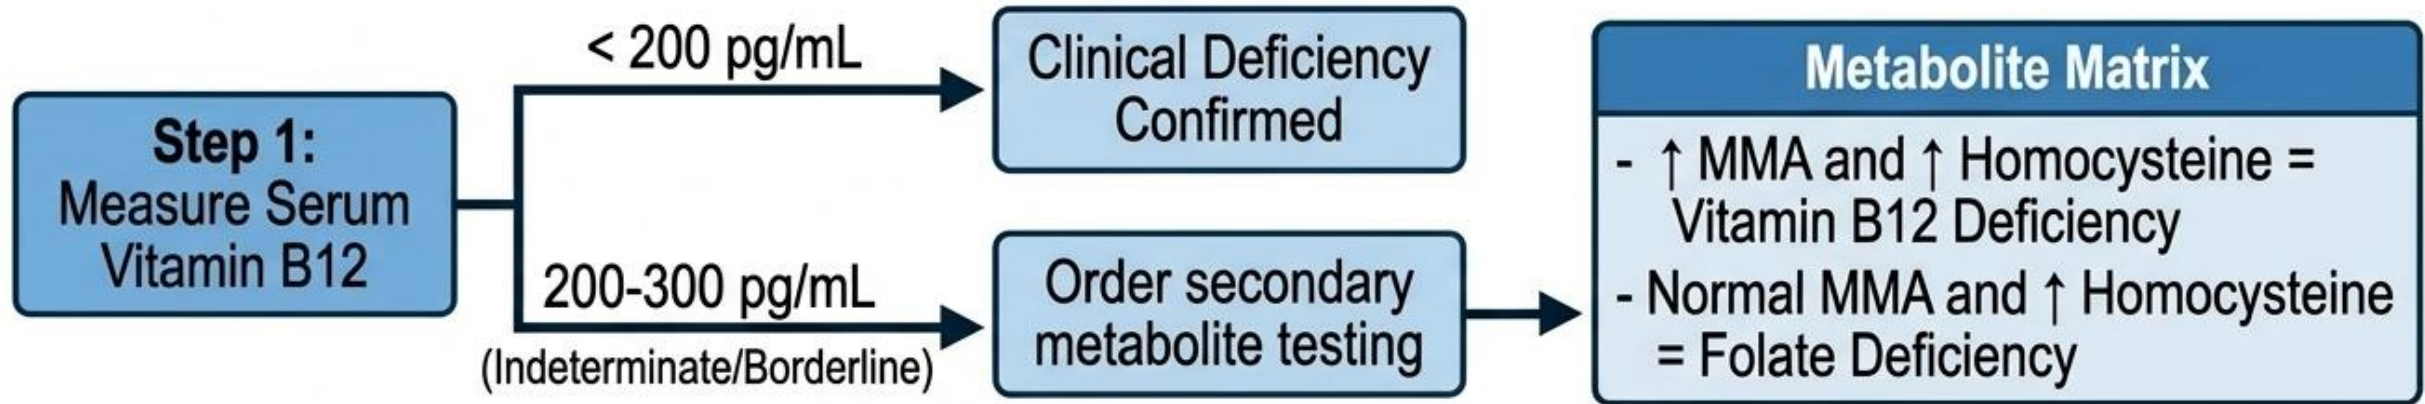 Step 1:
Measure Serum
Vitamin B12
< 200 pg/mL
Clinical Deficiency
Confirmed
200-300 pg/mL
(Indeterminate/Borderline)
Order secondary
metabolite testing
Metabolite Matrix
- ↑ MMA and ↑ Homocysteine =
Vitamin B12 Deficiency
- Normal MMA and ↑ Homocysteine
= Folate Deficiency